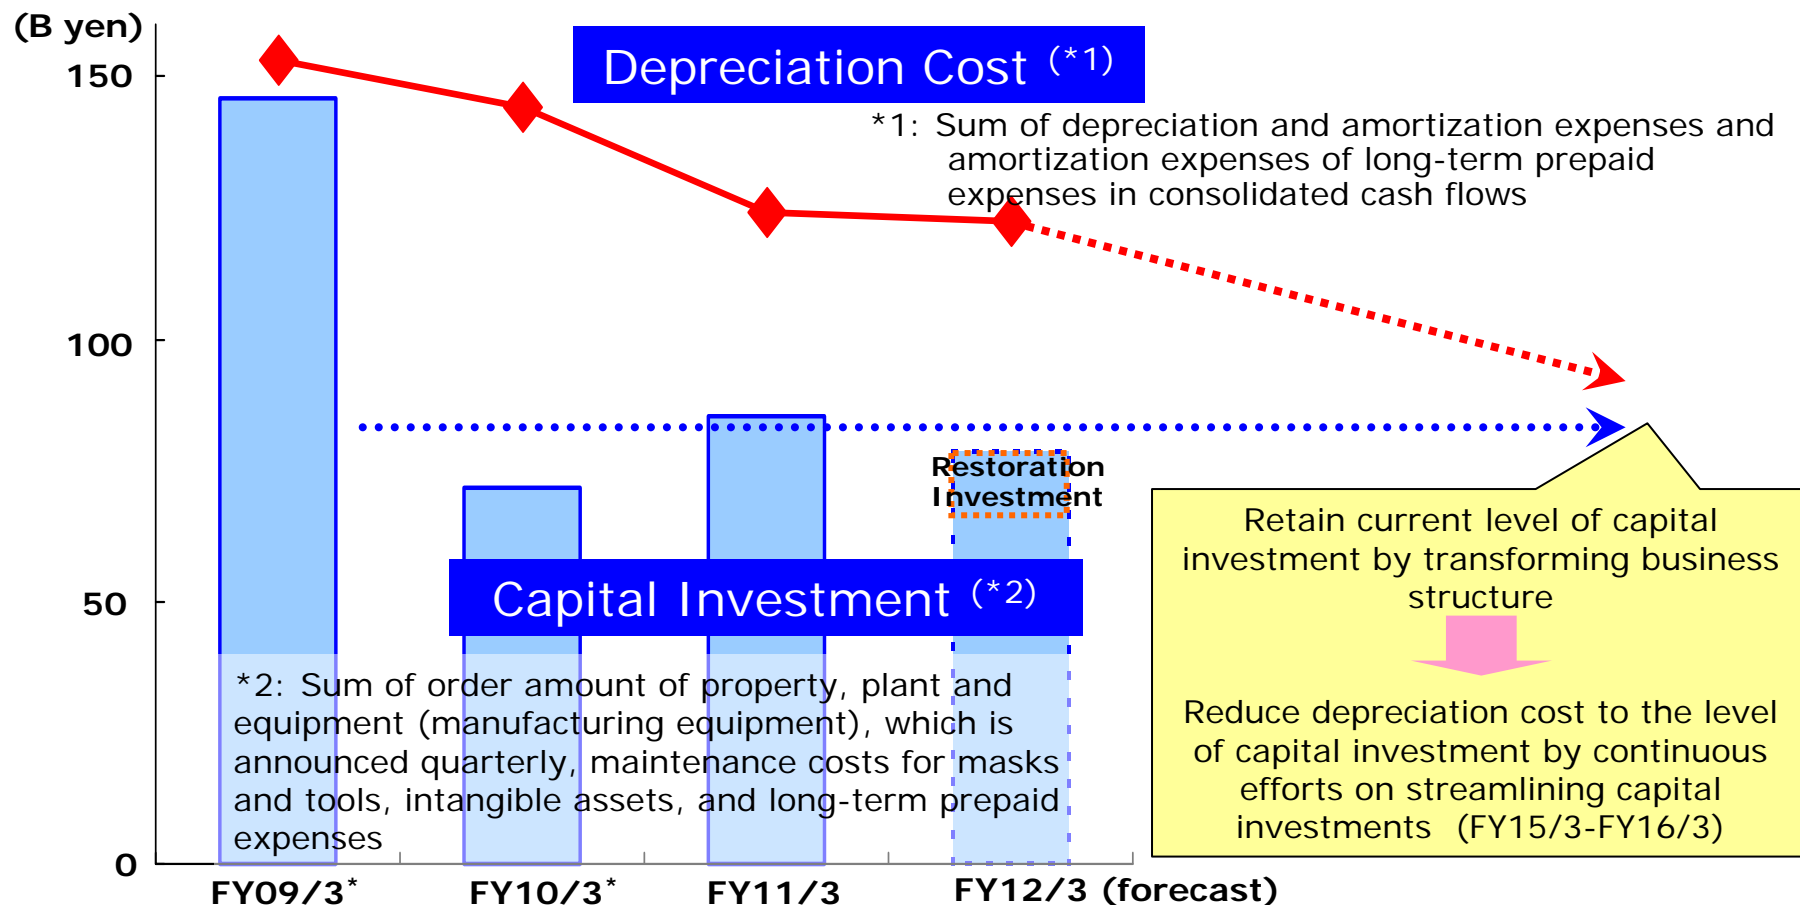 (B yen)
150
100
50
0
Depreciation Cost (*1)
*1: Sum of depreciation and amortization expenses and
amortization expenses of long-term prepaid
expenses in consolidated cash flows
Restoration
Investment
Capital Investment (*2)
*2: Sum of order amount of property, plant and
equipment (manufacturing equipment), which is
announced quarterly, maintenance costs for masks
and tools, intangible assets, and long-term prepaid
expenses
Retain current level of capital
investment by transforming business
structure
Reduce depreciation cost to the level
of capital investment by continuous
efforts on streamlining capital
investments (FY15/3-FY16/3)
FY09/3*
FY10/3*
FY11/3
FY12/3 (forecast)